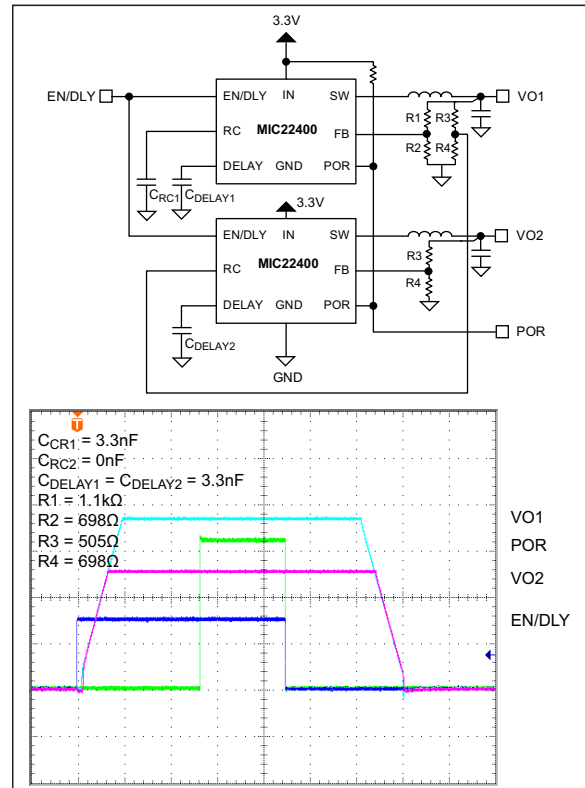 3.3V
EN/DLY
EN/DLY IN SW
VO1
RC
MIC22400
FB
R1 R3
R2 R4
DELAY GND POR
CRC1
CDELAY1
3.3V
EN/DLY IN SW
VO2
RC
MIC22400
FB
R3
R4
DELAY GND POR
POR
CDELAY2
GND
T
CCR1 = 3.3nF
CRC2 = 0nF
CDELAY1 = CDELAY2 = 3.3nF
R1 = 1.1kΩ
R2 = 698Ω
R3 = 505Ω
R4 = 698Ω
VO1
POR
VO2
EN/DLY